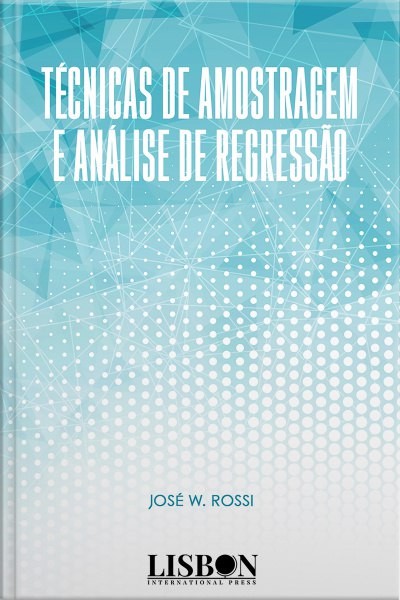 TÉCNICAS DE AMOSTRAGEM
E ANÁLISE DE REGRESSÃO
JOSÉ W. ROSSI
LISBON
INTERNATIONAL PRESS